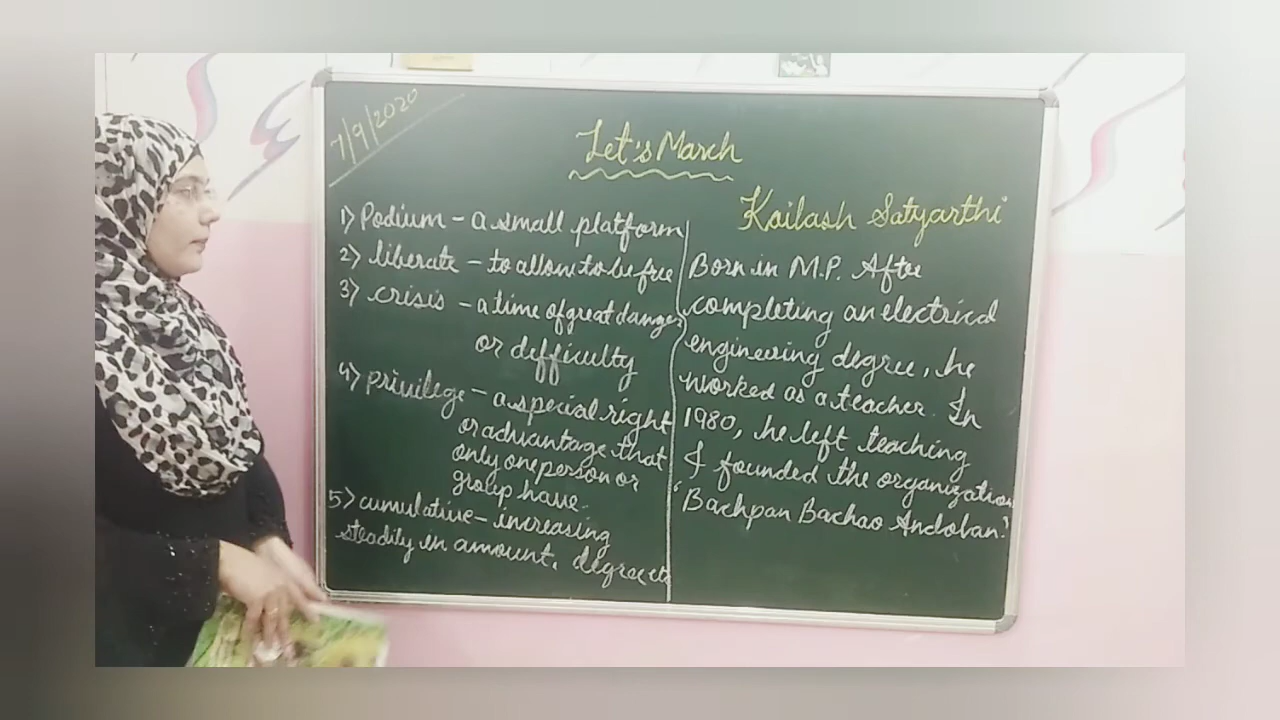 7/9/2020
Let's March
1) Podium - a small platform
2) liberate - to allow to be free
3) crisis - a time of great danger
or defficulty
4) privilege - a special right
or advantage that
only one person or
group have.
5) cumulative - increasing
steadily in amount, degree etc
Kailash Satyarthi
Born in M.P. After
completing an electrical
engineering degree, he
worked as a teacher. In
1980, he left teaching
& founded the organization
'Bachpan Bachao Andolan.'